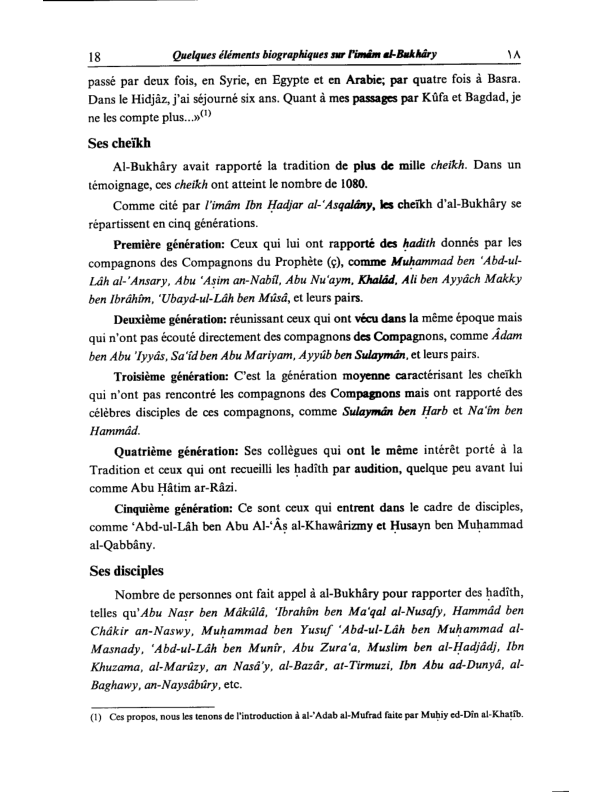 18 Quelques éléments biographiques sur l'imâm al-Bukhâry ١٨
passé par deux fois, en Syrie, en Egypte et en Arabie; par quatre fois à Basra.
Dans le Hidjâz, j'ai séjourné six ans. Quant à mes passages par Kûfa et Bagdad, je
ne les compte plus...»(1)
Ses cheïkh
Al-Bukhâry avait rapporté la tradition de plus de mille cheïkh. Dans un
témoignage, ces cheïkh ont atteint le nombre de 1080.
Comme cité par l'imâm Ibn Ḥadjar al-'Asqalâny, les cheïkh d'al-Bukhâry se
répartissent en cinq générations.
Première génération: Ceux qui lui ont rapporté des ḥadith donnés par les
compagnons des Compagnons du Prophète (ç), comme Muḥammad ben 'Abd-ul-
Lâh al-'Ansary, Abu 'Aṣim an-Nabîl, Abu Nu'aym, Khalâd, Ali ben Ayyâch Makky
ben Ibrâhîm, 'Ubayd-ul-Lâh ben Mûsâ, et leurs pairs.
Deuxième génération: réunissant ceux qui ont vécu dans la même époque mais
qui n'ont pas écouté directement des compagnons des Compagnons, comme Âdam
ben Abu 'Iyyâs, Sa'îd ben Abu Mariyam, Ayyûb ben Sulaymân, et leurs pairs.
Troisième génération: C'est la génération moyenne caractérisant les cheïkh
qui n'ont pas rencontré les compagnons des Compagnons mais ont rapporté des
célèbres disciples de ces compagnons, comme Sulaymân ben Ḥarb et Na'îm ben
Hammâd.
Quatrième génération: Ses collègues qui ont le même intérêt porté à la
Tradition et ceux qui ont recueilli les ḥadîth par audition, quelque peu avant lui
comme Abu Ḥâtim ar-Râzi.
Cinquième génération: Ce sont ceux qui entrent dans le cadre de disciples,
comme 'Abd-ul-Lâh ben Abu Al-'Âṣ al-Khawârizmy et Ḥusayn ben Muḥammad
al-Qabbâny.
Ses disciples
Nombre de personnes ont fait appel à al-Bukhâry pour rapporter des ḥadîth,
telles qu'Abu Naṣr ben Mâkûlâ, 'Ibrahîm ben Ma'qal al-Nusafy, Hammâd ben
Châkir an-Naswy, Muḥammad ben Yusuf 'Abd-ul-Lâh ben Muḥammad al-
Masnady, 'Abd-ul-Lâh ben Munîr, Abu Zura'a, Muslim ben al-Ḥadjâdj, Ibn
Khuzama, al-Marûzy, an Nasâ'y, al-Bazâr, at-Tirmuzi, Ibn Abu ad-Dunyâ, al-
Baghawy, an-Naysâbûry, etc.
(1) Ces propos, nous les tenons de l'introduction à al-'Adab al-Mufrad faite par Muḥiy ed-Dîn al-Khaṭîb.